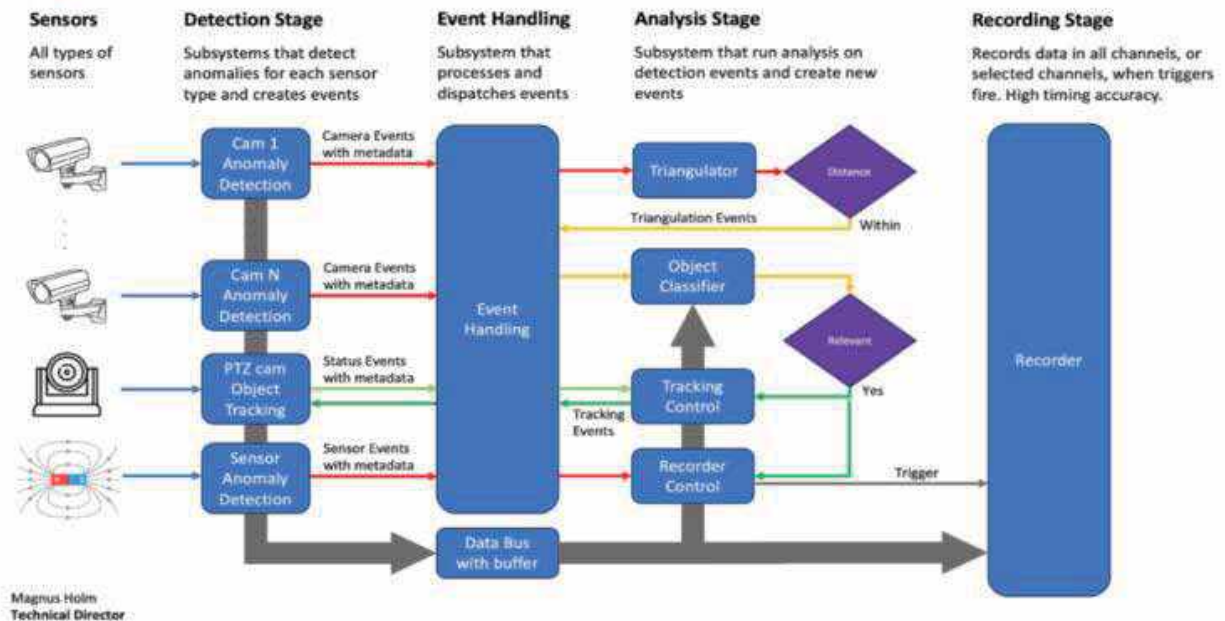 Sensors
All types of
sensors
Detection Stage
Subsystems that detect
anomalies for each sensor
type and creates events
Event Handling
Subsystem that
processes and
dispatches events
Analysis Stage
Subsystem that run analysis on
detection events and create new
events
Recording Stage
Records data in all channels, or
selected channels, when triggers
fire. High timing accuracy.
Cam 1
Anomaly
Detection
Camera Events
with metadata
Triangulator
Distance
Triangulation Events
Within
Cam N
Anomaly
Detection
Camera Events
with metadata
Event
Handling
Object
Classifier
Relevant
Recorder
PTZ cam
Object
Tracking
Status Events
with metadata
Tracking
Events
Tracking
Control
Yes
Sensor
Anomaly
Detection
Sensor Events
with metadata
Recorder
Control
Trigger
Data Bus
with buffer
Magnus Holm
Technical Director